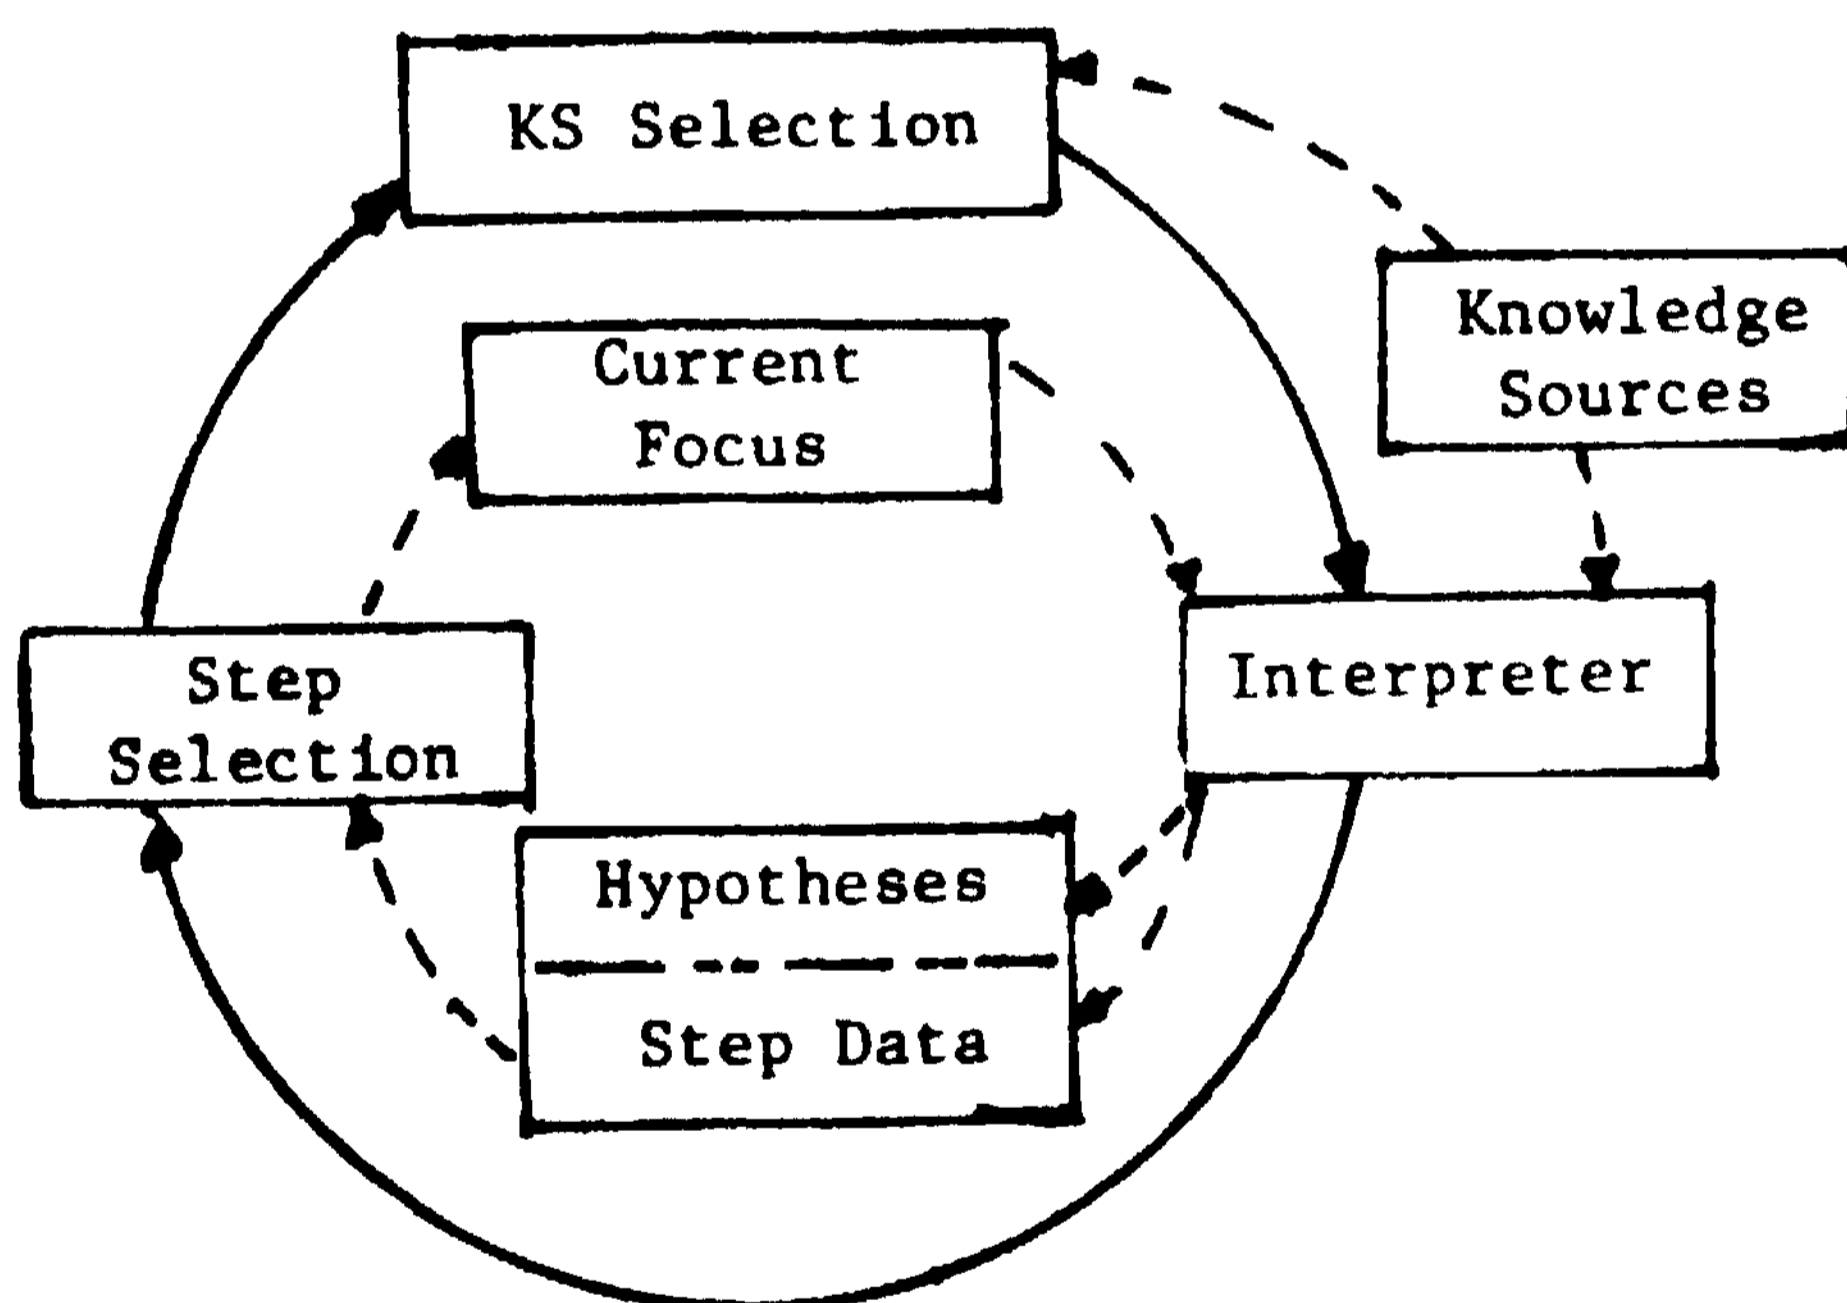 KS Selection
Knowledge
Sources
Current
Focus
Step
Selection
Interpreter
Hypotheses
Step Data